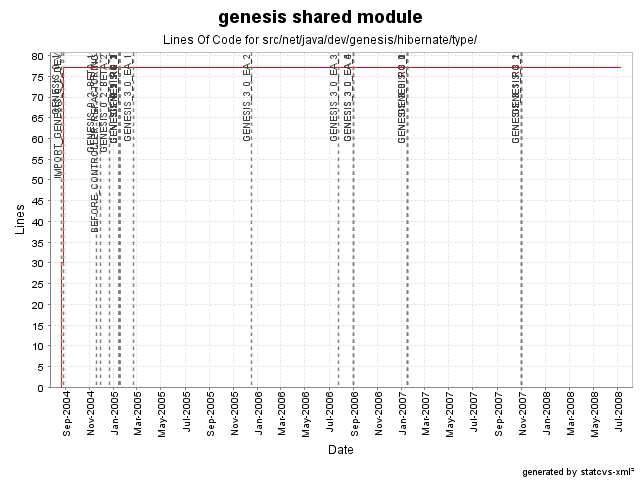 genesis shared module
Lines Of Code for src/net/java/dev/genesis/hibernate/type/
Lines
80
75
70
65
60
55
50
45
40
35
30
25
20
15
10
5
0
BEFORE_CONTROLLER_REFACTORING
GENESIS_3_0_EA_1
GENESIS_3_0_EA_2
GENESIS_3_0_EA_3
Sep-2004
Nov-2004
Jan-2005
Mar-2005
May-2005
Jul-2005
Sep-2005
Nov-2005
Jan-2006
Mar-2006
May-2006
Jul-2006
Sep-2006
Nov-2006
Jan-2007
Mar-2007
May-2007
Jul-2007
Sep-2007
Nov-2007
Jan-2008
Mar-2008
May-2008
Jul-2008
Date
generated by statcvs-xml²